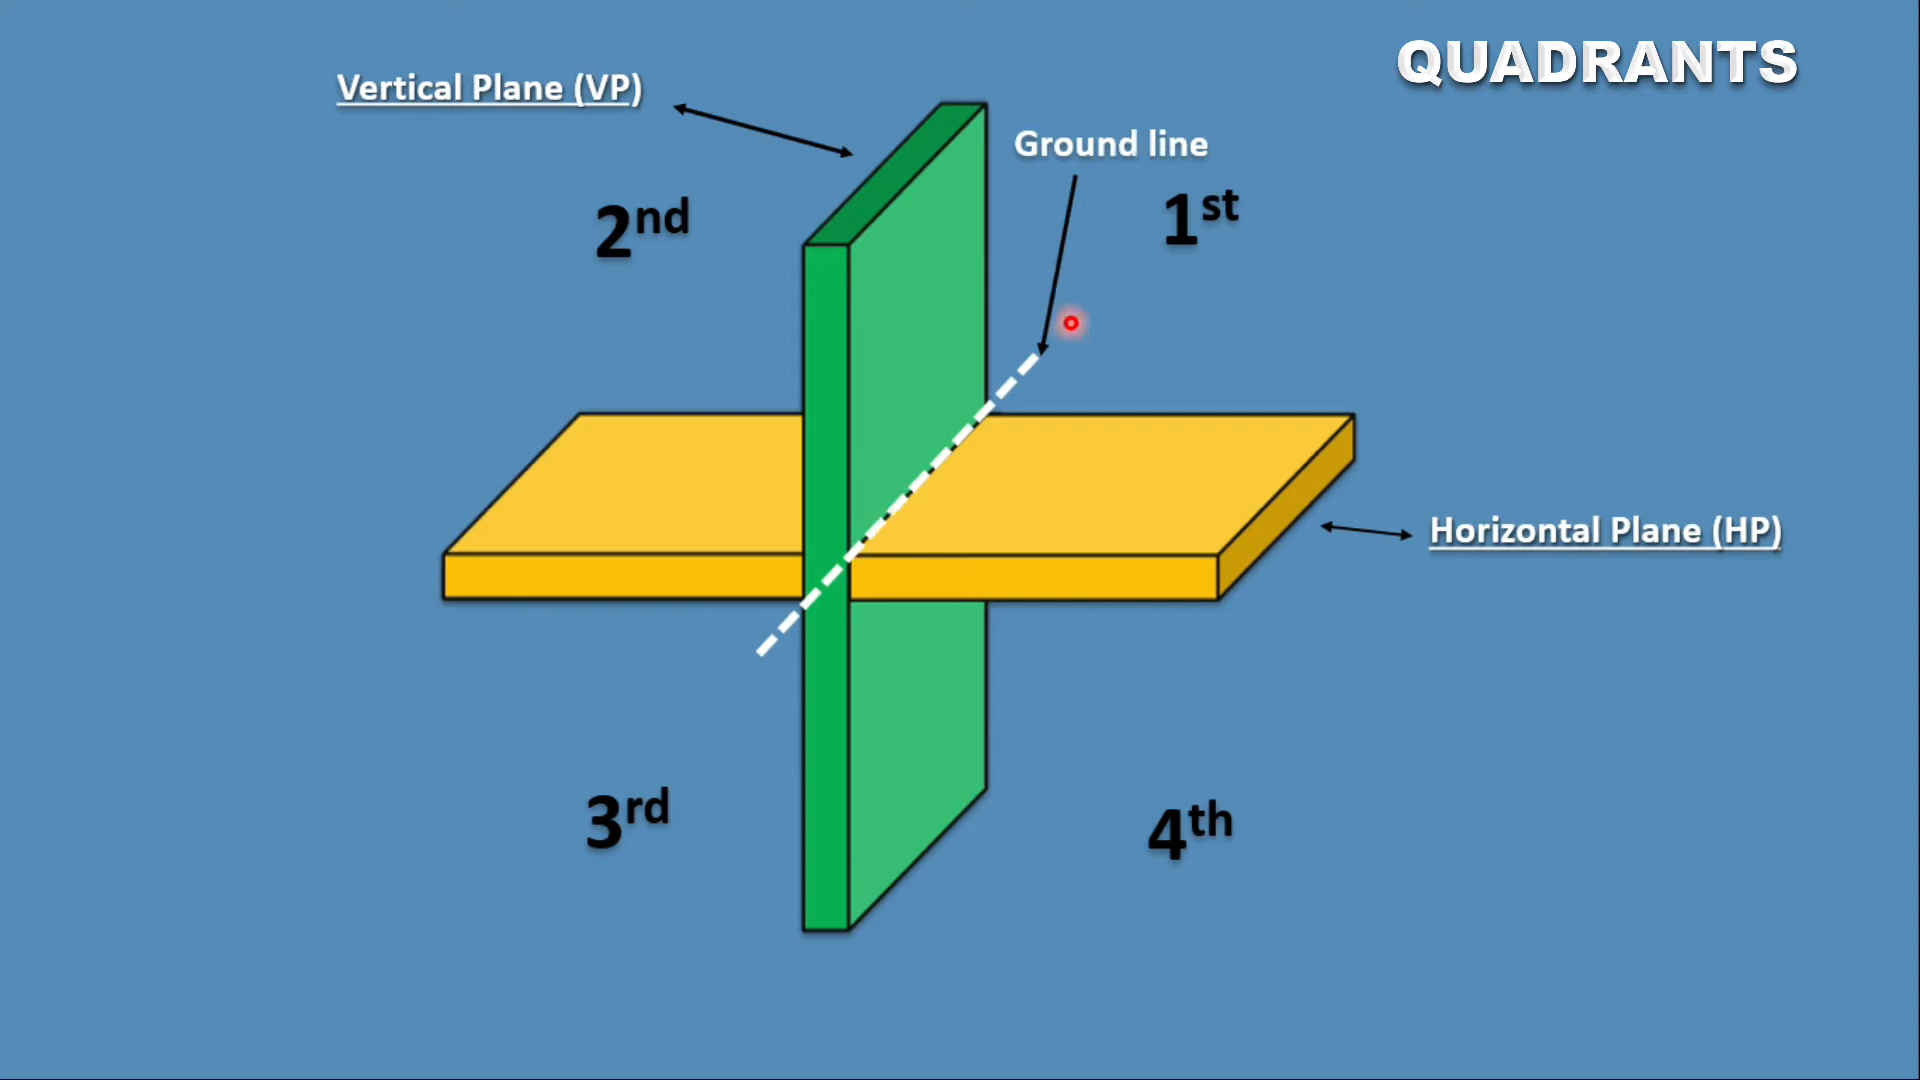 QUADRANTS
Vertical Plane (VP)
Ground line
2nd
1st
Horizontal Plane (HP)
3rd
4th